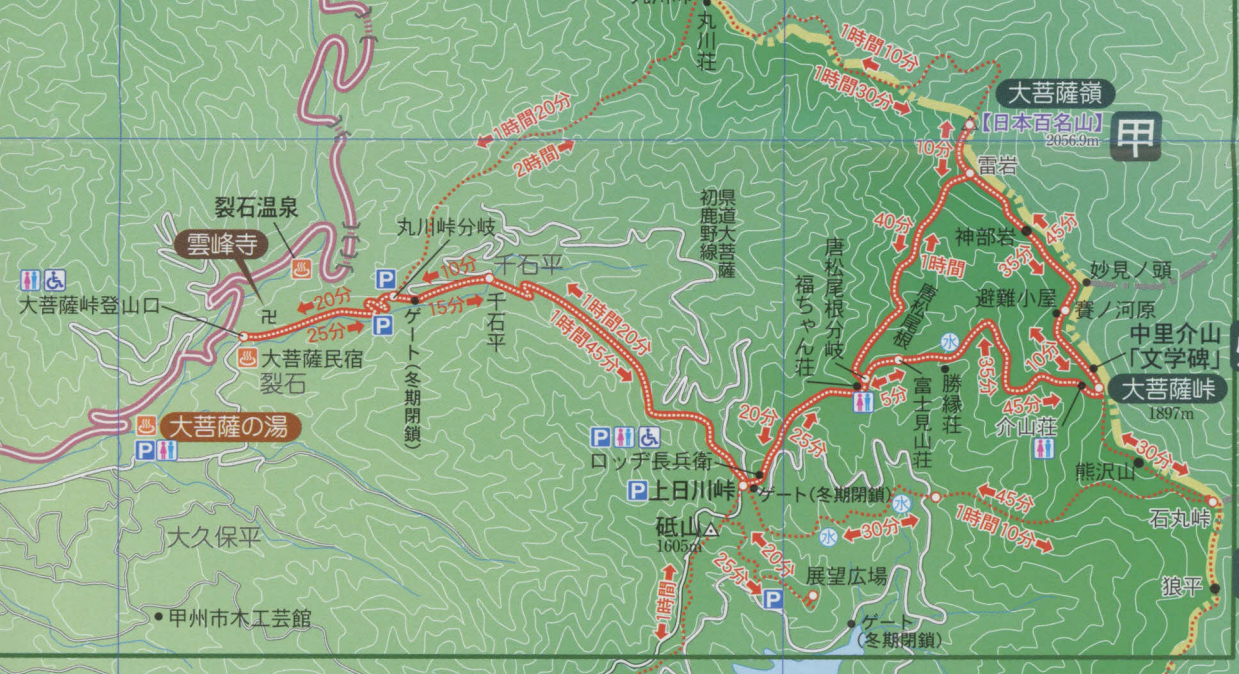 丸川荘
1時間10分
1時間30分
大菩薩嶺
【日本百名山】
2056.9m
甲
10分
雷岩
1時間20分
2時間
裂石温泉
雲峰寺
丸川峠分岐
初鹿野線
県道大菩薩
40分
1時間
神部岩
45分
35分
妙見ノ頭
避難小屋
賽ノ河原
大菩薩峠登山口
20分
25分
10分
15分
千石平
千石平
ゲート(冬期閉鎖)
1時間20分
1時間45分
唐松尾根分岐
福ちゃん荘
唐松尾根
水
10分
中里介山
「文学碑」
大菩薩峠
1897m
卍
大菩薩民宿
裂石
5分
富士見山荘
勝縁荘
35分
45分
介山荘
大菩薩の湯
P
20分
25分
ロッヂ長兵衛
P
上日川峠
ゲート(冬期閉鎖)
30分
熊沢山
45分
1時間10分
石丸峠
大久保平
砥山
1605m
水
水
30分
20分
25分
展望広場
P
1時間
狼平
甲州市木工芸館
ゲート
(冬期閉鎖)
P
P
P